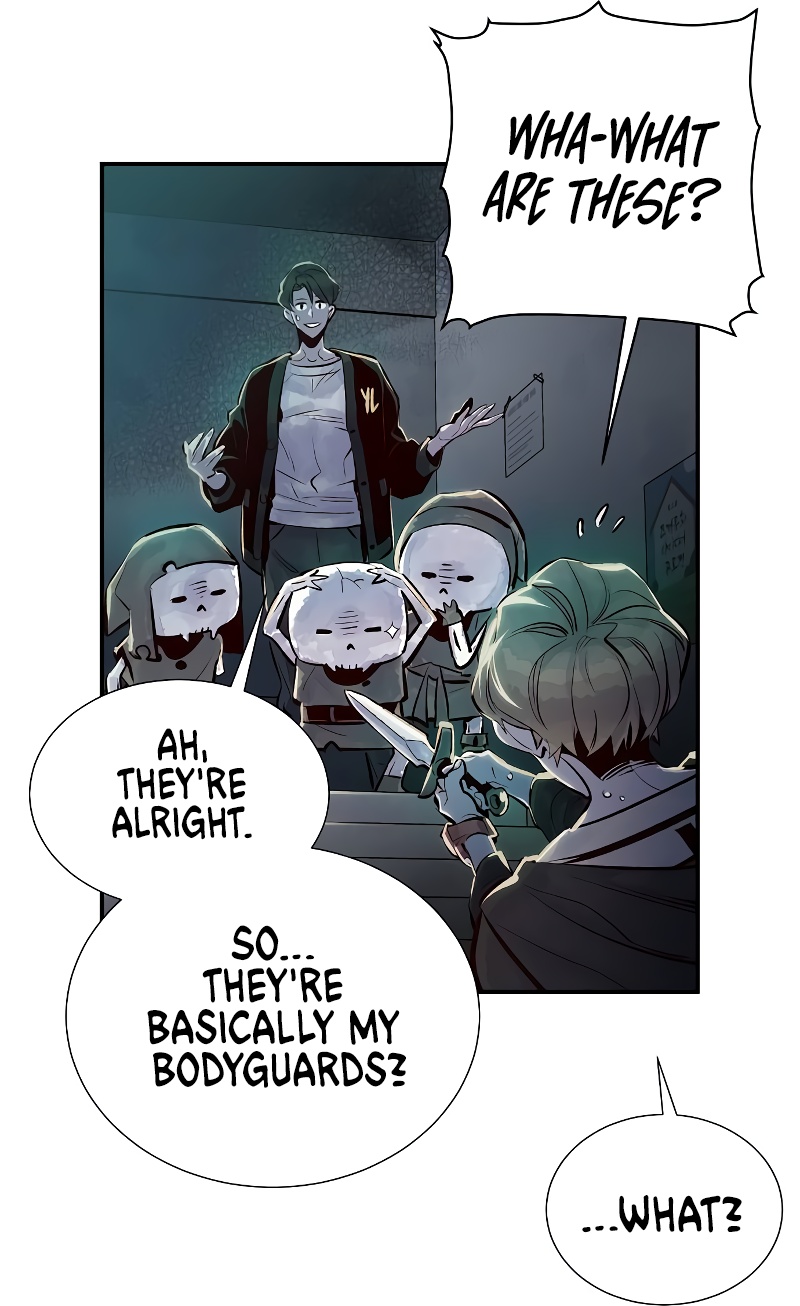 WHA-WHAT
ARE THESE?
YL
AH,
THEY'RE
ALRIGHT.
SO...
THEY'RE
BASICALLY MY
BODYGUARDS?
...WHAT?